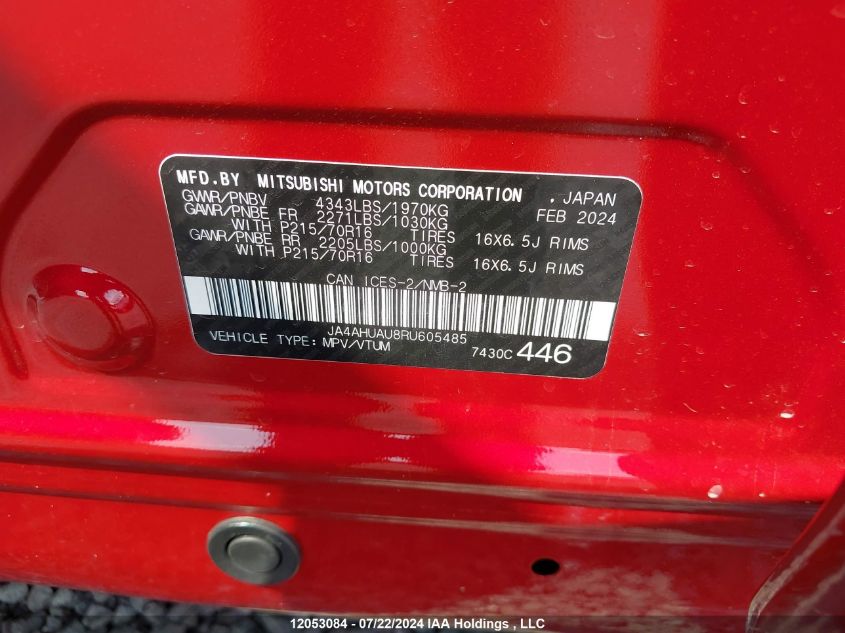 MFD.BY MITSUBISHI MOTORS CORPORATION , JAPAN
GVWR/PNBV 4343LBS/1970KG FEB 2024
GAWR/PNBE FR 2271LBS/1030KG
WITH P215/70R16 TIRES 16X6.5J RIMS
GAWR/PNBE RR 2205LBS/1000KG
WITH P215/70R16 TIRES 16X6.5J RIMS
CAN ICES-2/NMB-2
JA4AHUAU8RU605485
VEHICLE TYPE: MPV/VTUM 7430C 446
12053084 - 07/22/2024 IAA Holdings , LLC